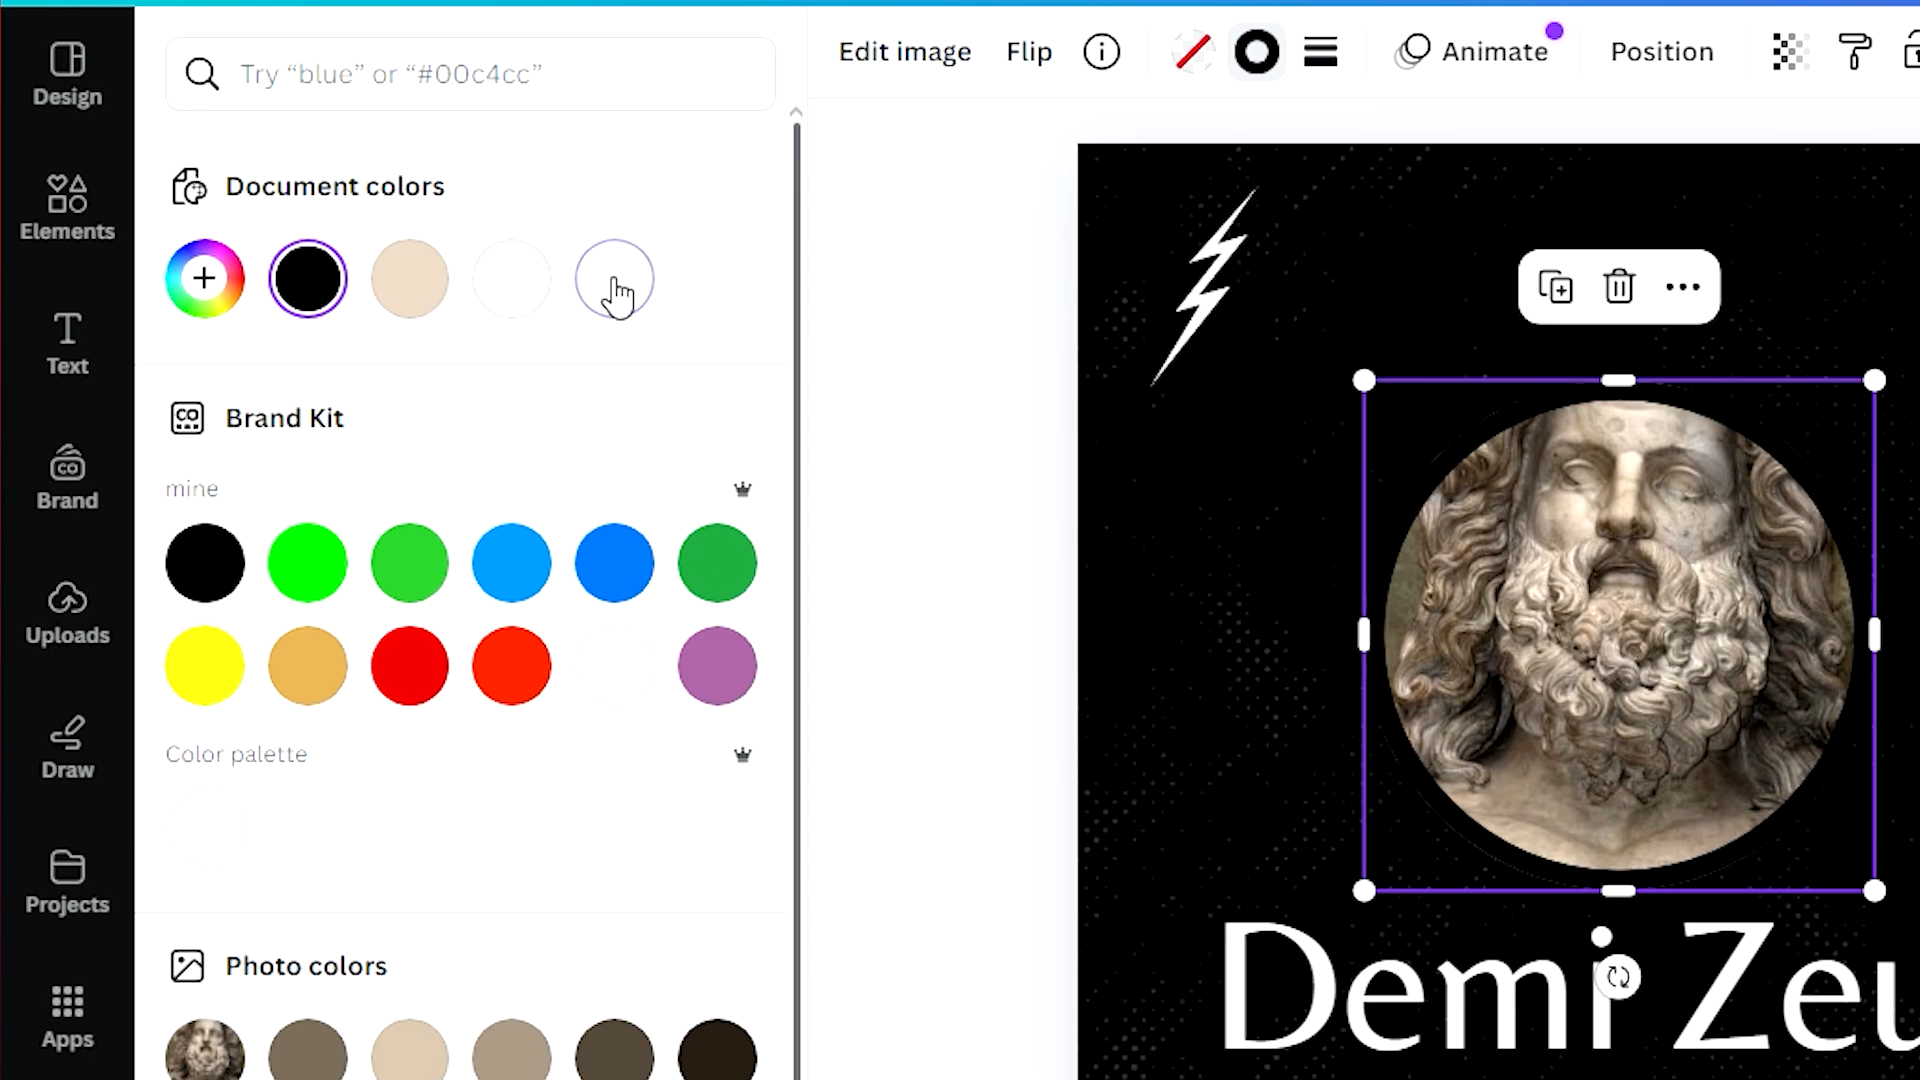 Design
Elements
Text
Brand
Uploads
Draw
Projects
Apps
Try “blue” or “#00c4cc”
Document colors
Brand Kit
mine
Color palette
Photo colors
Edit image
Flip
Animate
Position
Demi Zeu